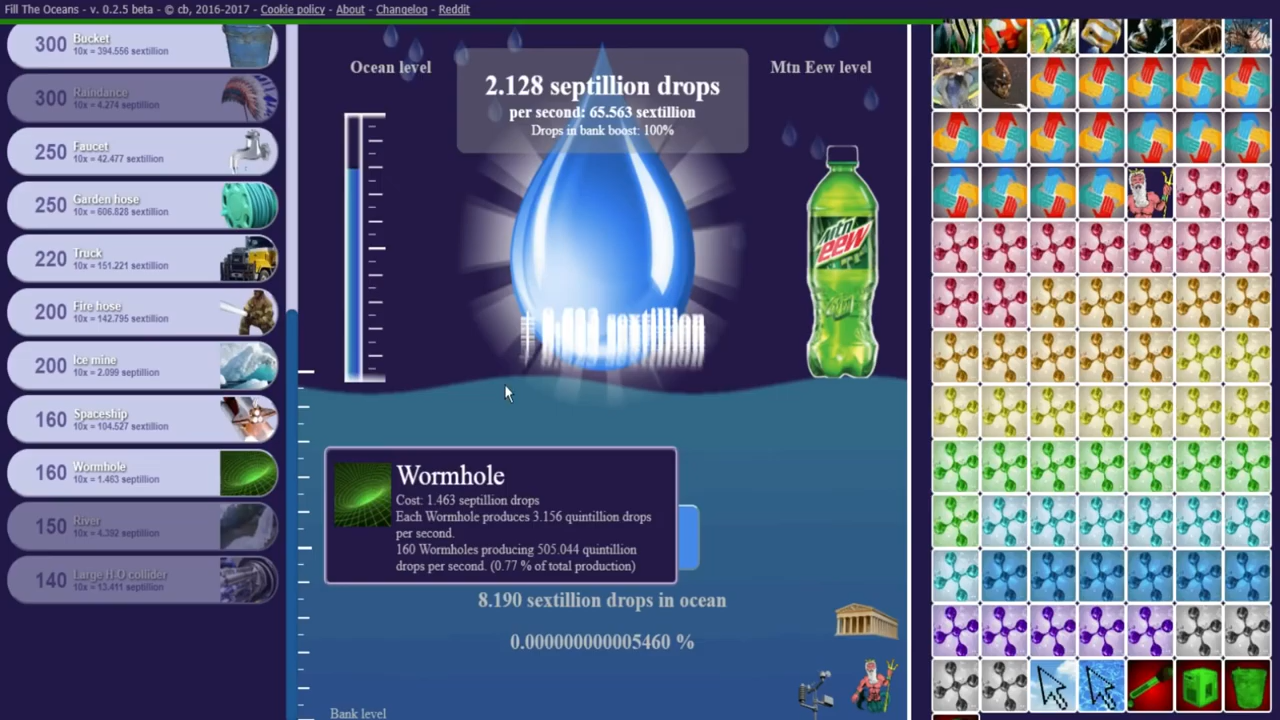 Fill The Oceans - v. 0.2.5 beta - © cb, 2016-2017 - Cookie policy - About - Changelog - Reddit
300 Bucket
10x = 394.556 sextillion
300 Raindance
10x = 4.274 septillion
250 Faucet
10x = 42.477 sextillion
250 Garden hose
10x = 606.828 sextillion
220 Truck
10x = 151.221 sextillion
200 Fire hose
10x = 142.795 sextillion
200 Ice mine
10x = 2.099 septillion
160 Spaceship
10x = 104.527 sextillion
160 Wormhole
10x = 1.463 septillion
150 River
10x = 4.392 septillion
140 Large H2O collider
10x = 13.411 septillion
Ocean level
2.128 septillion drops
per second: 65.563 sextillion
Drops in bank boost: 100%
Mtn Eew level
Mtn
eew
Wormhole
Cost: 1.463 septillion drops
Each Wormhole produces 3.156 quintillion drops
per second.
160 Wormholes producing 505.044 quintillion
drops per second. (0.77 % of total production)
8.190 sextillion drops in ocean
0.000000000005460 %
Bank level